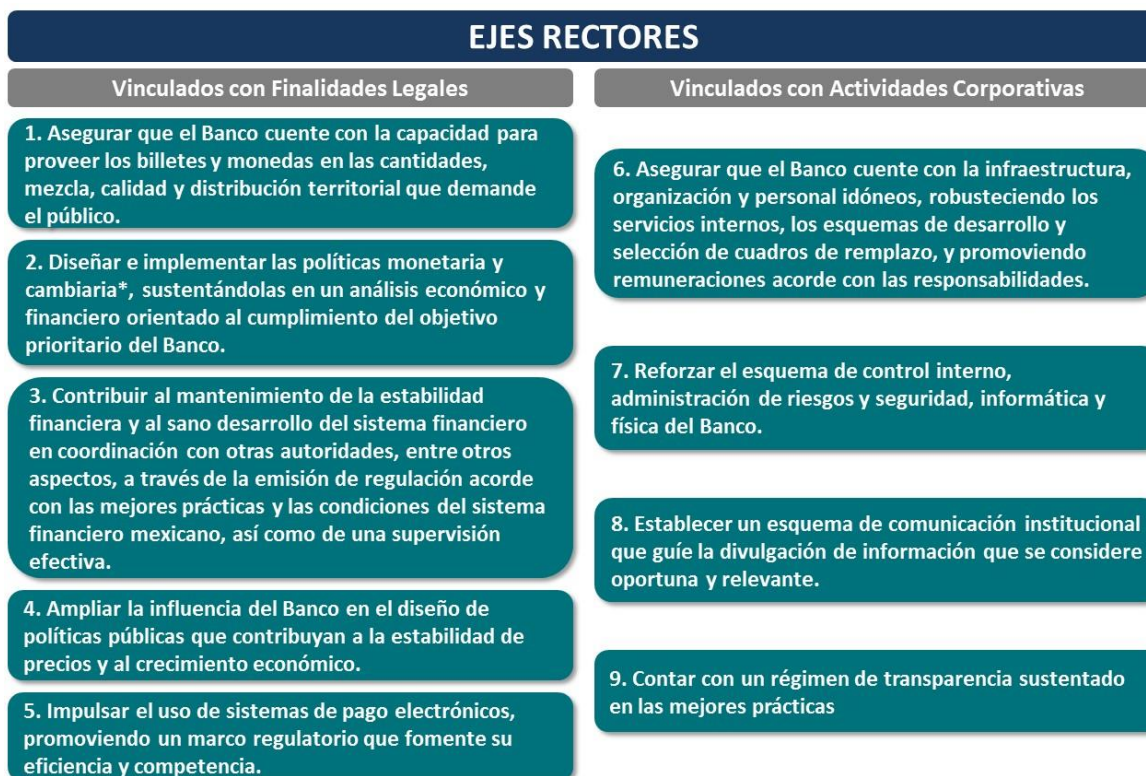 EJES RECTORES
Vinculados con Finalidades Legales
1. Asegurar que el Banco cuente con la capacidad para
proveer los billetes y monedas en las cantidades,
mezcla, calidad y distribución territorial que demande
el público.
2. Diseñar e implementar las políticas monetaria y
cambiaria*, sustentándolas en un análisis económico y
financiero orientado al cumplimiento del objetivo
prioritario del Banco.
3. Contribuir al mantenimiento de la estabilidad
financiera y al sano desarrollo del sistema financiero
en coordinación con otras autoridades, entre otros
aspectos, a través de la emisión de regulación acorde
con las mejores prácticas y las condiciones del sistema
financiero mexicano, así como de una supervisión
efectiva.
4. Ampliar la influencia del Banco en el diseño de
políticas públicas que contribuyan a la estabilidad de
precios y al crecimiento económico.
5. Impulsar el uso de sistemas de pago electrónicos,
promoviendo un marco regulatorio que fomente su
eficiencia y competencia.
Vinculados con Actividades Corporativas
6. Asegurar que el Banco cuente con la infraestructura,
organización y personal idóneos, robusteciendo los
servicios internos, los esquemas de desarrollo y
selección de cuadros de remplazo, y promoviendo
remuneraciones acorde con las responsabilidades.
7. Reforzar el esquema de control interno,
administración de riesgos y seguridad, informática y
física del Banco.
8. Establecer un esquema de comunicación institucional
que guíe la divulgación de información que se considere
oportuna y relevante.
9. Contar con un régimen de transparencia sustentado
en las mejores prácticas